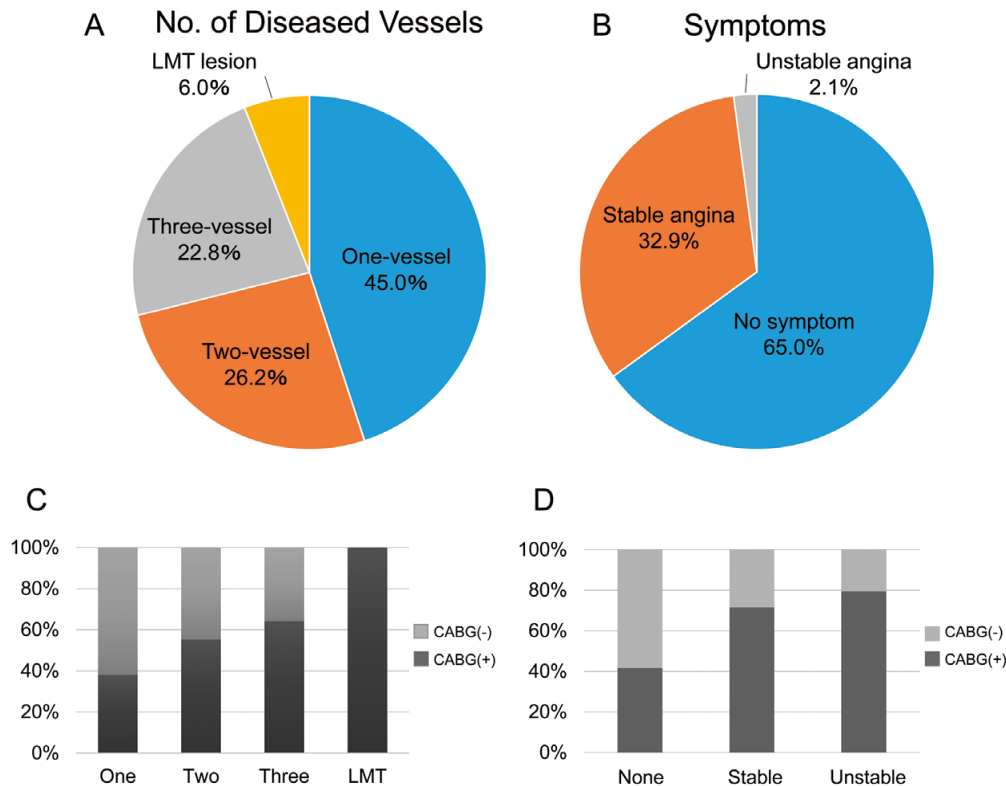 A No. of Diseased Vessels
LMT lesion
6.0%
Three-vessel
22.8%
One-vessel
45.0%
Two-vessel
26.2%
B Symptoms
Unstable angina
2.1%
Stable angina
32.9%
No symptom
65.0%
C
100%
80%
60%
40%
20%
0%
One Two Three LMT
CABG(-)
CABG(+)
D
100%
80%
60%
40%
20%
0%
None Stable Unstable
CABG(-)
CABG(+)